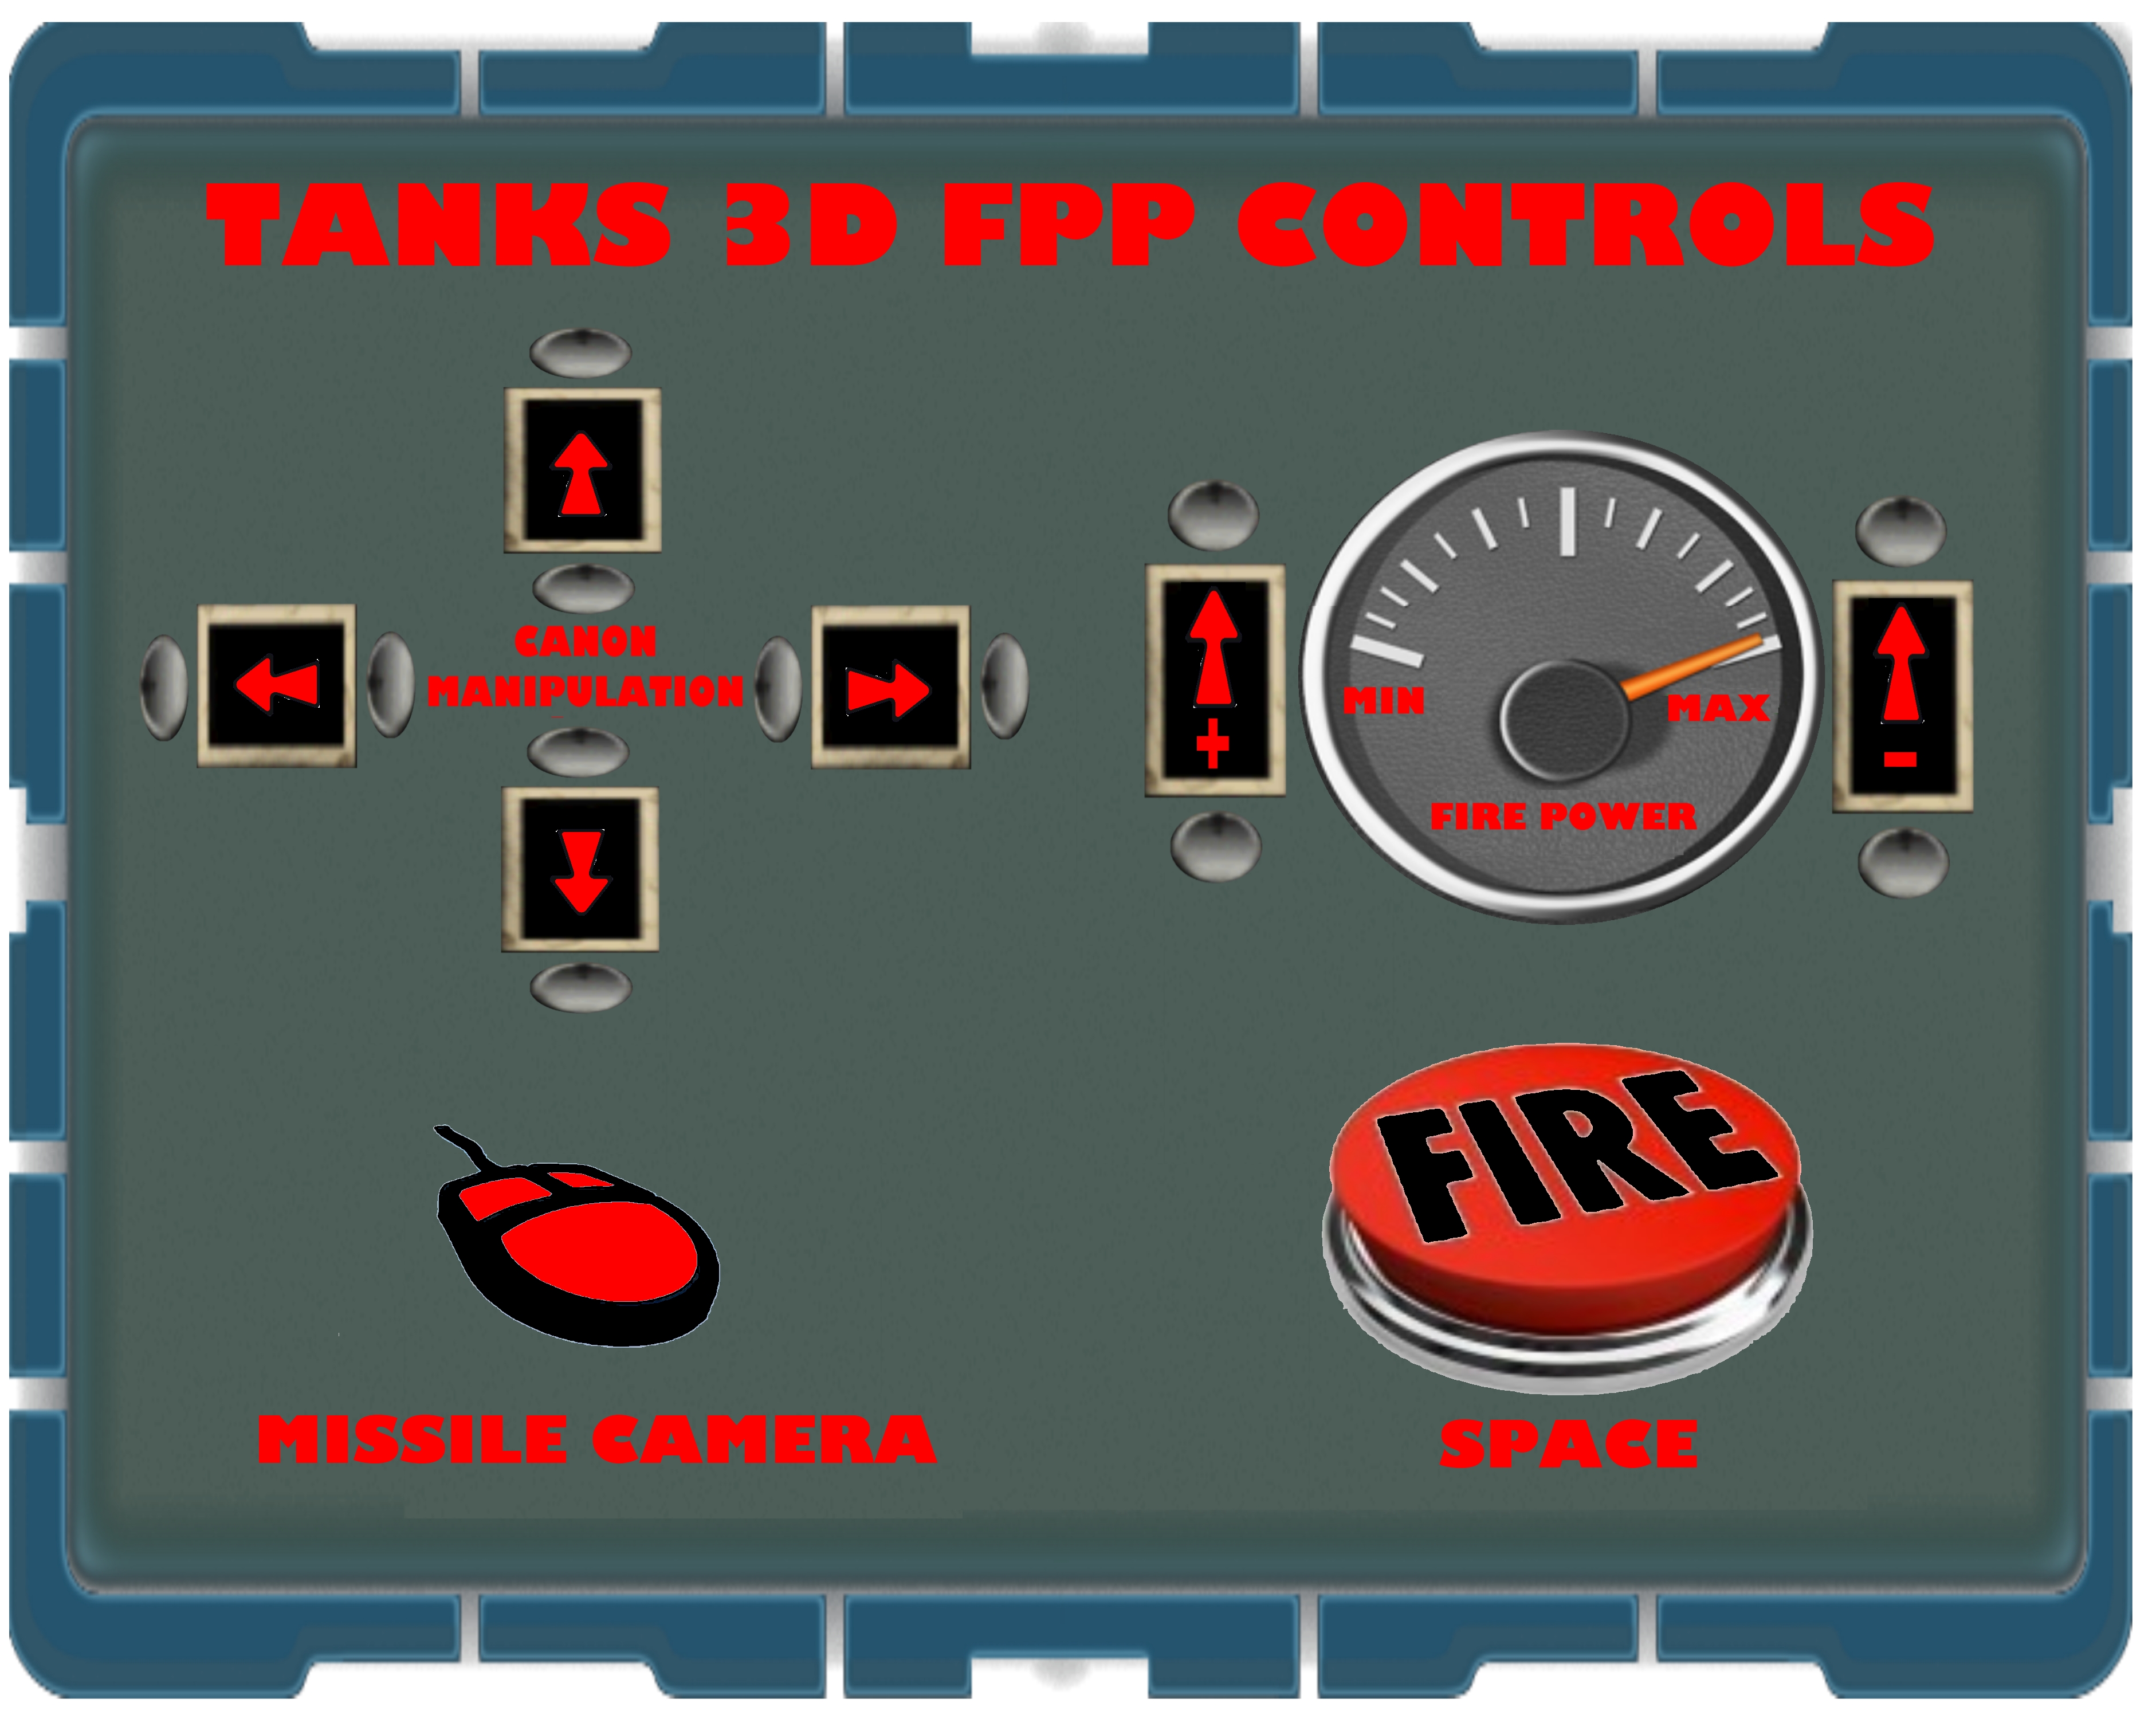 TANKS 3D FPP CONTROLS
CANON
MANIPULATION
+
MIN
MAX
FIRE POWER
-
FIRE
MISSILE CAMERA
SPACE